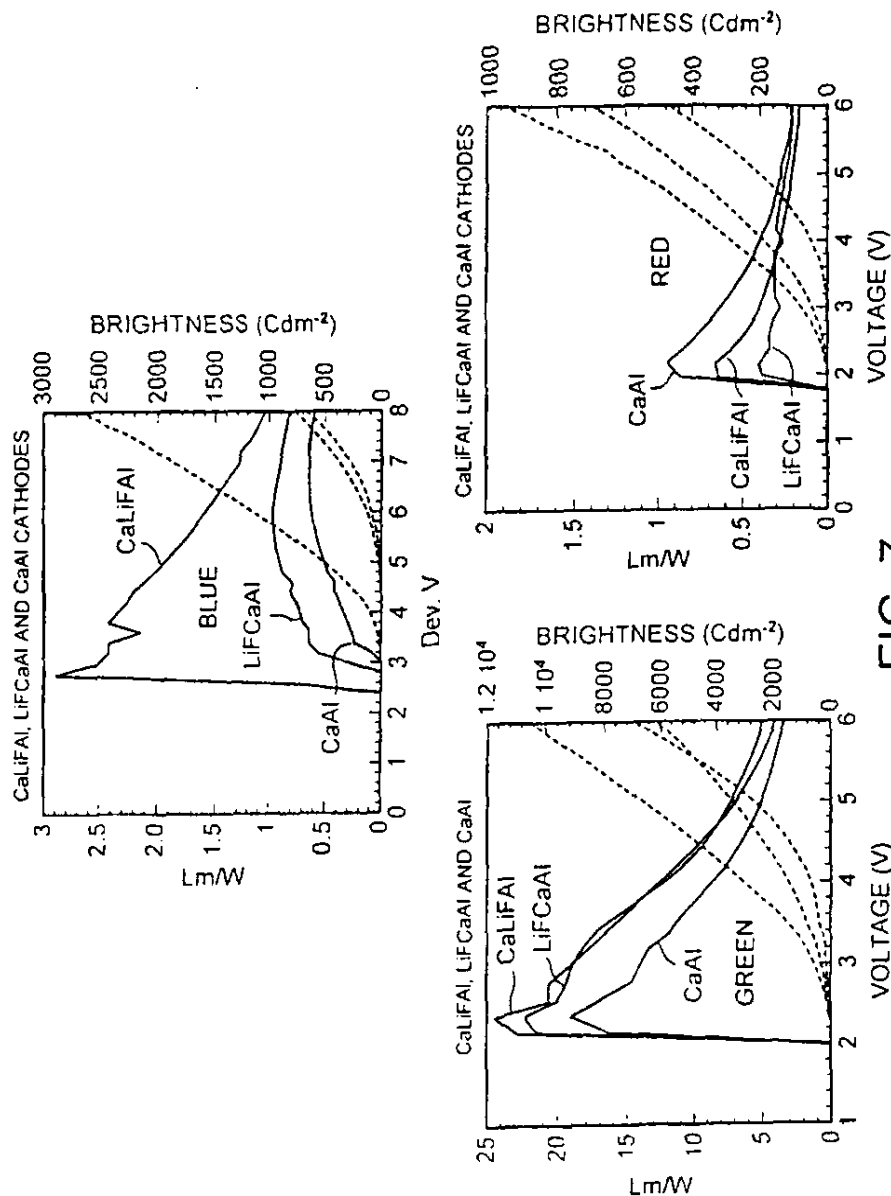 CaLiFAl, LiFCaAl AND CaAl CATHODES
BRIGHTNESS (Cdm-2)
Lm/W
3
2.5
2.0
1.5
1
0.5
0
3000
2500
2000
1500
1000
500
0
CaLiFAl
BLUE
LiFCaAl
CaAl
0 1 2 3 4 5 6 7 8
Dev. V
CaLiFAl, LiFCaAl AND CaAl
BRIGHTNESS (Cdm-2)
Lm/W
25
20
15
10
5
0
1.2 10^4
1 10^4
8000
6000
4000
2000
0
CaLiFAl
LiFCaAl
CaAl
GREEN
1 2 3 4 5 6
VOLTAGE (V)
CaLiFAl, LiFCaAl AND CaAl CATHODES
BRIGHTNESS (Cdm-2)
Lm/W
2
1.5
1
0.5
0
1000
800
600
400
200
0
RED
CaAl
CaLiFAl
LiFCaAl
0 1 2 3 4 5 6
VOLTAGE (V)